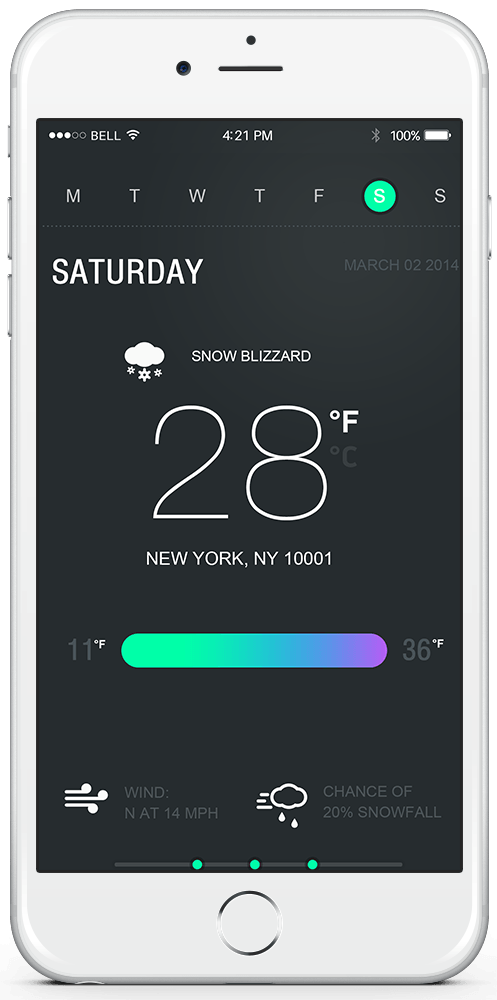 BELL 4:21 PM 100%
M T W T F S S
SATURDAY MARCH 02 2014
SNOW BLIZZARD
28 °F
°C
NEW YORK, NY 10001
11°F 36°F
WIND:
N AT 14 MPH
CHANCE OF
20% SNOWFALL